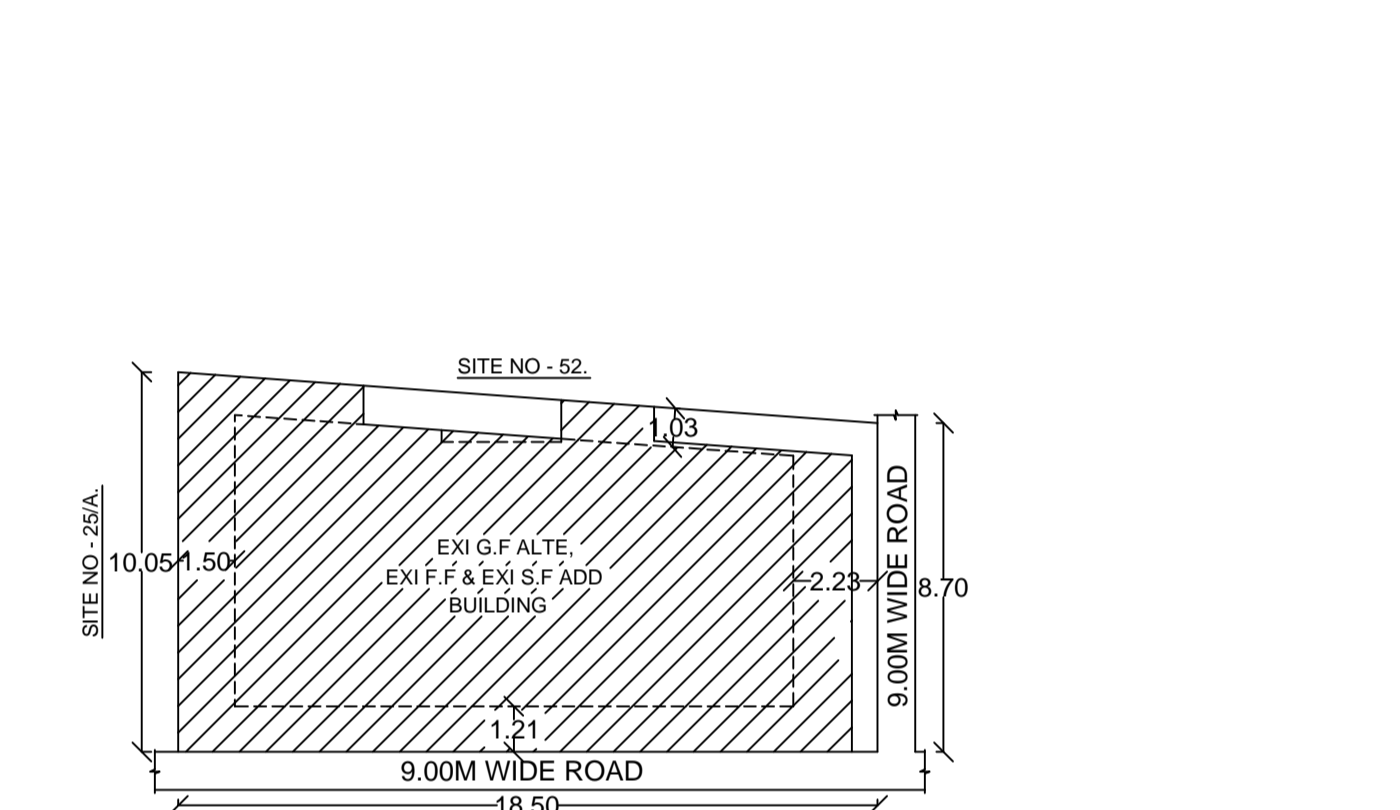 SITE NO - 52.
1.03
SITE NO - 25/A.
10.05
1.50
EXI G.F ALTE,
EXI F.F & EXI S.F ADD
BUILDING
2.23
9.00M WIDE ROAD
8.70
1.21
9.00M WIDE ROAD
18.50